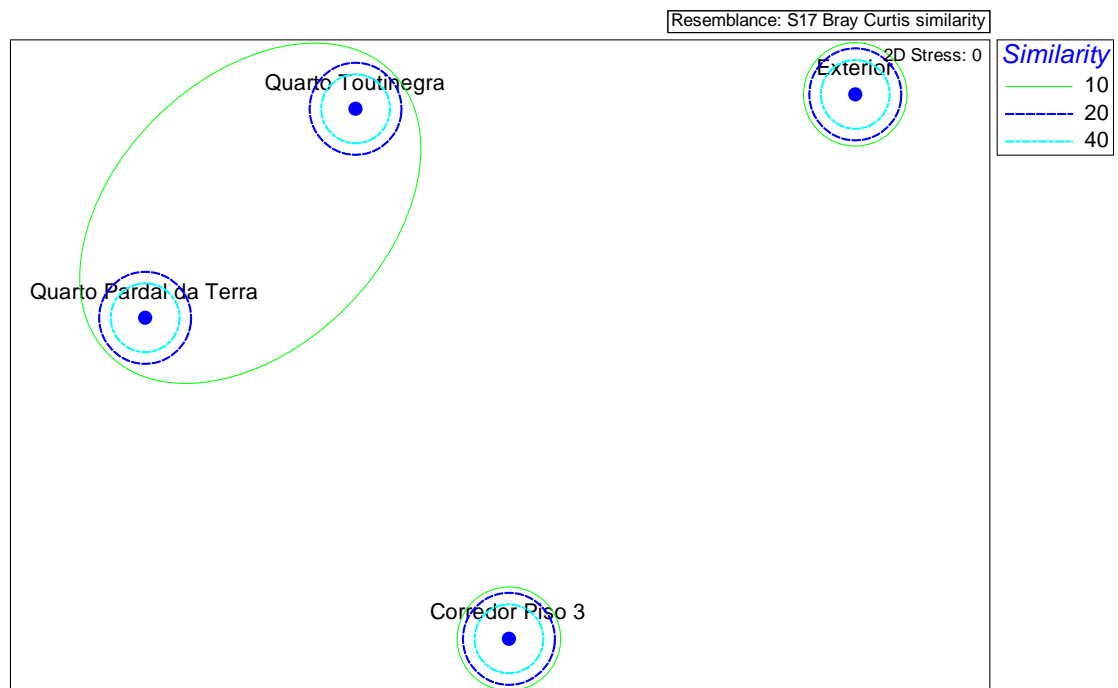 Resemblance: S17 Bray Curtis similarity
2D Stress: 0
Similarity
10
20
40
Quarto Toutinegra
Exterior
Quarto Pardal da Terra
Corredor Piso 3